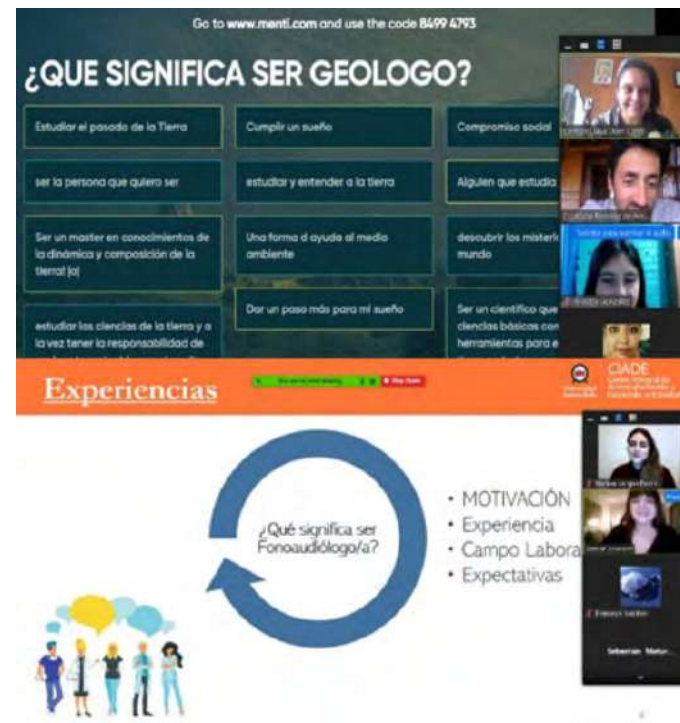 Go to www.menti.com and use the code 8499 4793
¿QUE SIGNIFICA SER GEOLOGO?
Estudiar el pasado de la Tierra
Cumplir un sueño
Compromiso social
ser la persona que quiero ser
estudiar y entender a la tierra
Alguien que estudia
Ser un master en conocimientos de
la dinámica y composición de la
tierra! |o|
Una forma d ayuda al medio
ambiente
descubrir los
mundo
estudiar las ciencias de la tierra y a
la vez tener la responsabilidad de
Dar un paso más para mi sueño
Ser un científico que
ciencias básicas con
herramientas para e
Experiencias
CIADE
¿Qué significa ser
Fonoaudiólogo/a?
• MOTIVACIÓN
• Experiencia
• Campo Labora
• Expectativas
Sebastián
4